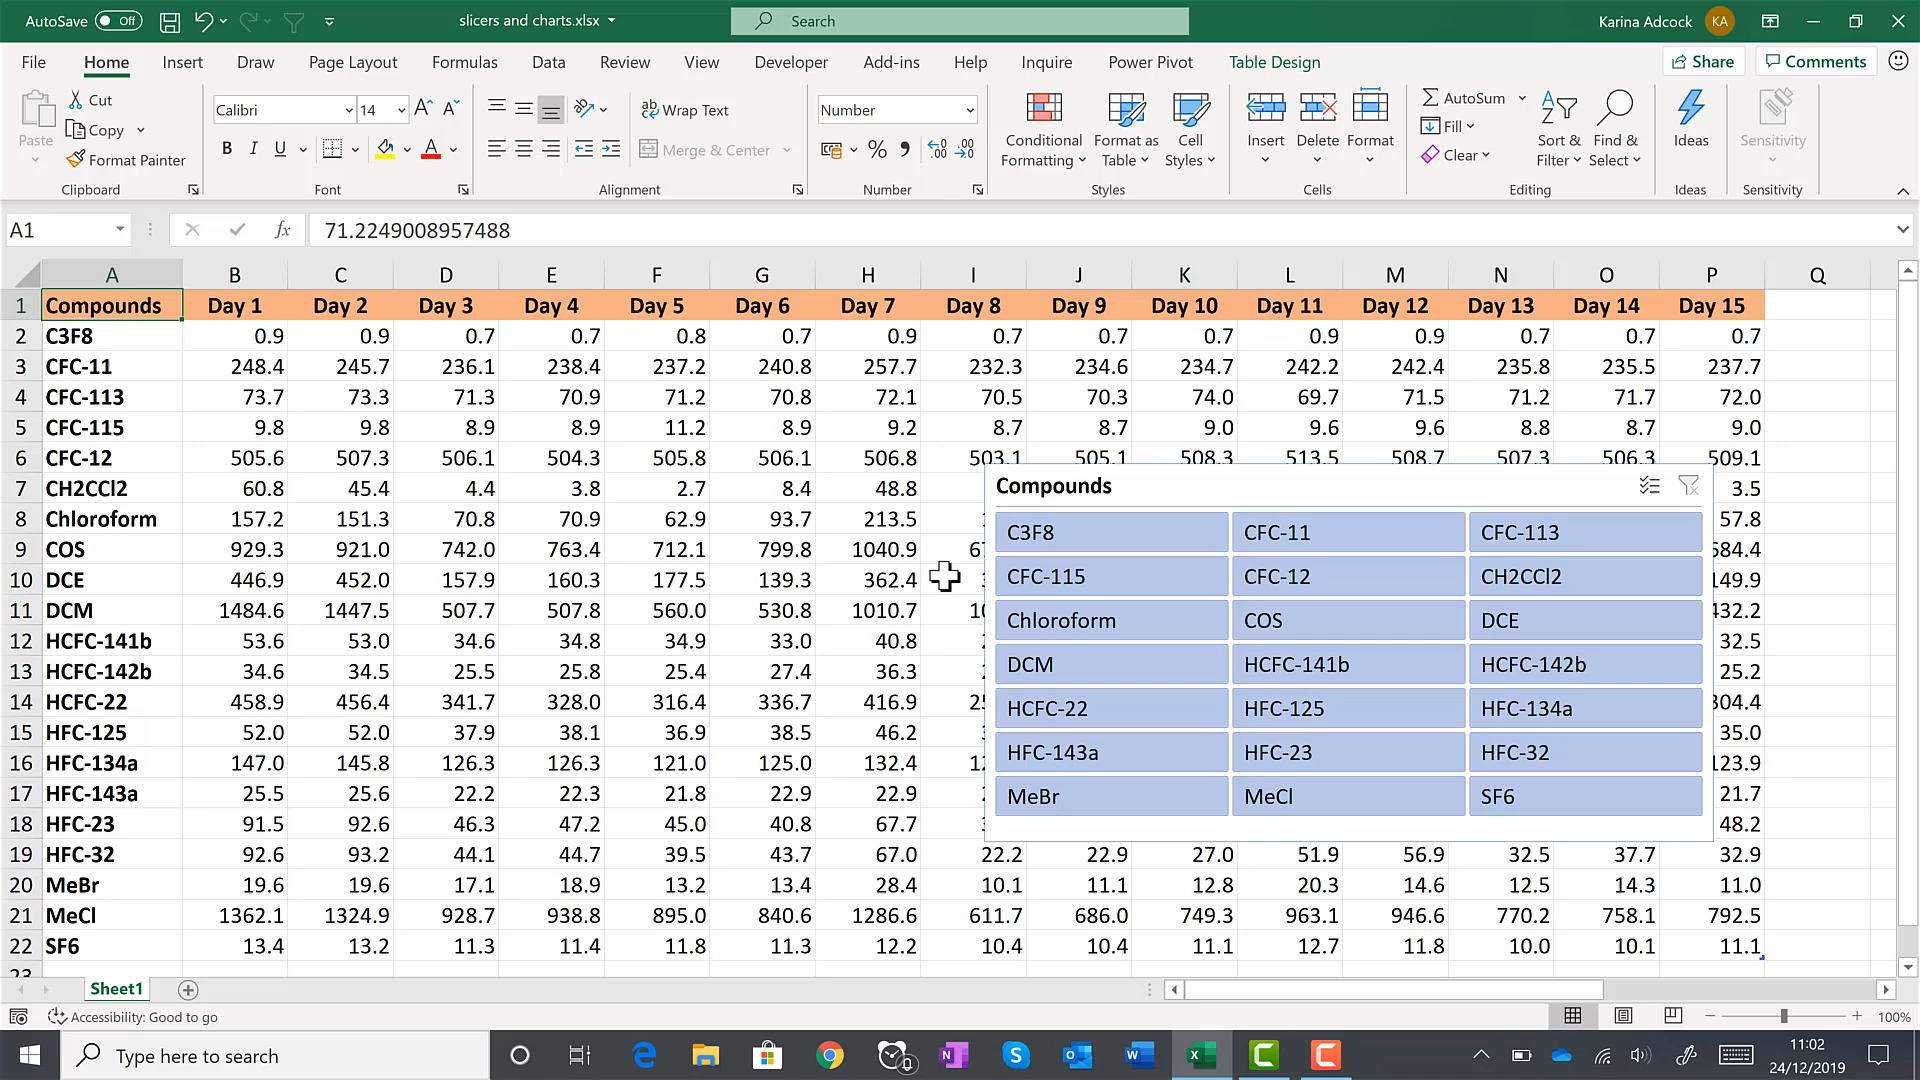 AutoSave Off slicers and charts.xlsx Search Karina Adcock KA
File Home Insert Draw Page Layout Formulas Data Review View Developer Add-ins Help Inquire Power Pivot Table Design Share Comments
Paste Cut Copy Format Painter Clipboard
Calibri 14 B I U A Font
ab Wrap Text Merge & Center Alignment
Number % Number
Conditional Formatting Format as Table Cell Styles Styles
Insert Delete Format Cells
AutoSum Fill Clear Sort & Filter Find & Select Editing
Ideas Ideas
Sensitivity Sensitivity
A1 fx 71.2249008957488
A B C D E F G H I J K L M N O P Q
1 Compounds Day 1 Day 2 Day 3 Day 4 Day 5 Day 6 Day 7 Day 8 Day 9 Day 10 Day 11 Day 12 Day 13 Day 14 Day 15
2 C3F8 0.9 0.9 0.7 0.7 0.8 0.7 0.9 0.7 0.7 0.7 0.9 0.9 0.7 0.7 0.7
3 CFC-11 248.4 245.7 236.1 238.4 237.2 240.8 257.7 232.3 234.6 234.7 242.2 242.4 235.8 235.5 237.7
4 CFC-113 73.7 73.3 71.3 70.9 71.2 70.8 72.1 70.5 70.3 74.0 69.7 71.5 71.2 71.7 72.0
5 CFC-115 9.8 9.8 8.9 8.9 11.2 8.9 9.2 8.7 8.7 9.0 9.6 9.6 8.8 8.7 9.0
6 CFC-12 505.6 507.3 506.1 504.3 505.8 506.1 506.8 503.1 505.1 508.3 513.5 508.7 507.3 506.3 509.1
7 CH2CCl2 60.8 45.4 4.4 3.8 2.7 8.4 48.8 3.5
8 Chloroform 157.2 151.3 70.8 70.9 62.9 93.7 213.5 57.8
9 COS 929.3 921.0 742.0 763.4 712.1 799.8 1040.9
10 DCE 446.9 452.0 157.9 160.3 177.5 139.3 362.4 149.9
11 DCM 1484.6 1447.5 507.7 507.8 560.0 530.8 1010.7
12 HCFC-141b 53.6 53.0 34.6 34.8 34.9 33.0 40.8 32.5
13 HCFC-142b 34.6 34.5 25.5 25.8 25.4 27.4 36.3 25.2
14 HCFC-22 458.9 456.4 341.7 328.0 316.4 336.7 416.9 304.4
15 HFC-125 52.0 52.0 37.9 38.1 36.9 38.5 46.2 35.0
16 HFC-134a 147.0 145.8 126.3 126.3 121.0 125.0 132.4 123.9
17 HFC-143a 25.5 25.6 22.2 22.3 21.8 22.9 22.9 21.7
18 HFC-23 91.5 92.6 46.3 47.2 45.0 40.8 67.7 48.2
19 HFC-32 92.6 93.2 44.1 44.7 39.5 43.7 67.0 22.2 22.9 27.0 51.9 56.9 32.5 37.7 32.9
20 MeBr 19.6 19.6 17.1 18.9 13.2 13.4 28.4 10.1 11.1 12.8 20.3 14.6 12.5 14.3 11.0
21 MeCl 1362.1 1324.9 928.7 938.8 895.0 840.6 1286.6 611.7 686.0 749.3 963.1 946.6 770.2 758.1 792.5
22 SF6 13.4 13.2 11.3 11.4 11.8 11.3 12.2 10.4 10.4 11.1 12.7 11.8 10.0 10.1 11.1
23
Compounds
C3F8 CFC-11 CFC-113
CFC-115 CFC-12 CH2CCl2
Chloroform COS DCE
DCM HCFC-141b HCFC-142b
HCFC-22 HFC-125 HFC-134a
HFC-143a HFC-23 HFC-32
MeBr MeCl SF6
Sheet1
Accessibility: Good to go 100%
Type here to search 11:02
24/12/2019